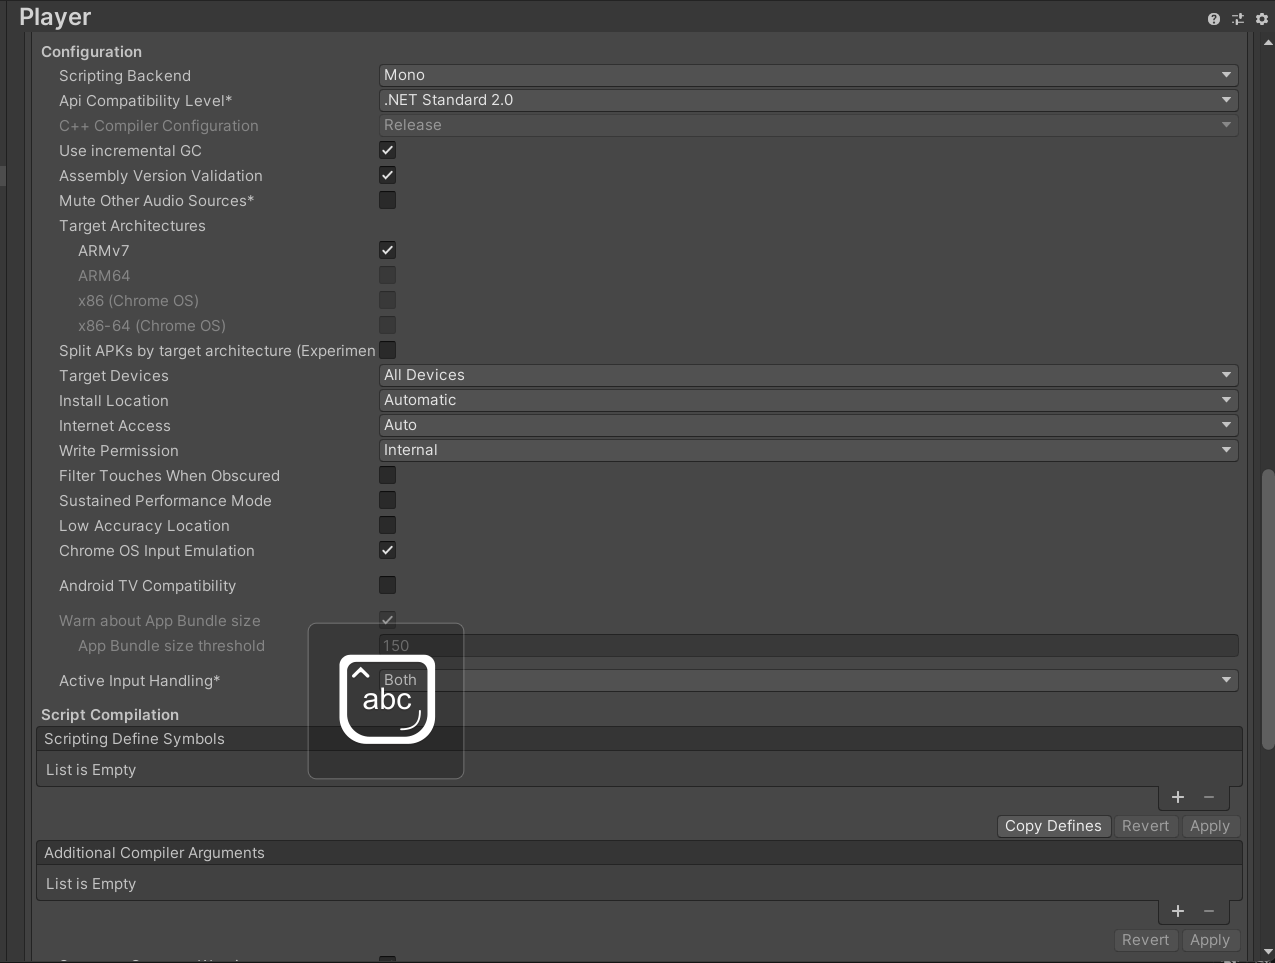 Player
Configuration
Scripting Backend Mono
Api Compatibility Level* .NET Standard 2.0
C++ Compiler Configuration Release
Use incremental GC
Assembly Version Validation
Mute Other Audio Sources*
Target Architectures
ARMv7
ARM64
x86 (Chrome OS)
x86-64 (Chrome OS)
Split APKs by target architecture (Experimen
Target Devices All Devices
Install Location Automatic
Internet Access Auto
Write Permission Internal
Filter Touches When Obscured
Sustained Performance Mode
Low Accuracy Location
Chrome OS Input Emulation
Android TV Compatibility
Warn about App Bundle size
App Bundle size threshold 150
Active Input Handling* Both
abc
Script Compilation
Scripting Define Symbols
List is Empty
+ −
Copy Defines Revert Apply
Additional Compiler Arguments
List is Empty
+ −
Revert Apply